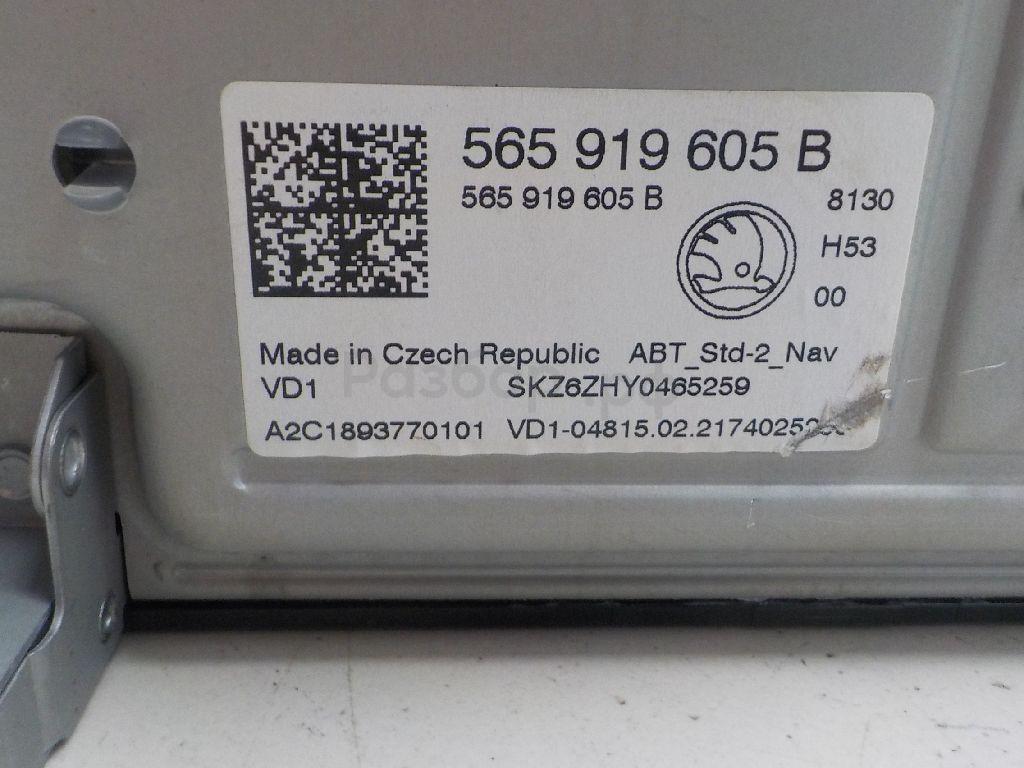 565 919 605 B
565 919 605 B
8130
H53
00
Made in Czech Republic ABT_Std-2_Nav
VD1 SKZ6ZHY0465259
A2C1893770101